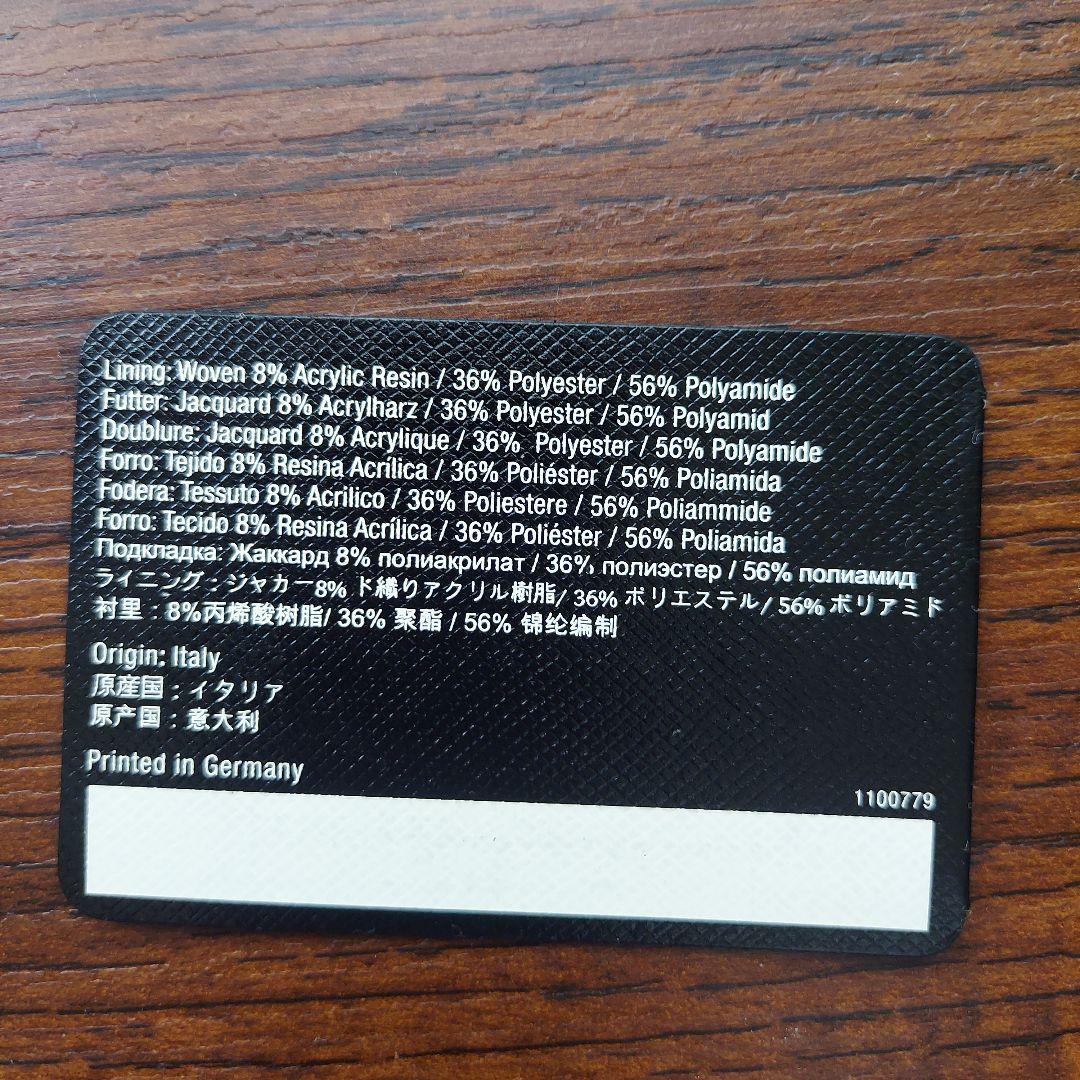 Lining: Woven 8% Acrylic Resin / 36% Polyester / 56% Polyamide
Futter: Jacquard 8% Acrylharz / 36% Polyester / 56% Polyamid
Doublure: Jacquard 8% Acrylique / 36% Polyester / 56% Polyamide
Forro: Tejido 8% Resina Acrílica / 36% Poliéster / 56% Poliamida
Fodera: Tessuto 8% Acrilico / 36% Poliestere / 56% Poliammide
Forro: Tecido 8% Resina Acrílica / 36% Poliéster / 56% Poliamida
Подкладка: Жаккард 8% полиакрилат / 36% полиэстер / 56% полиамид
ライニング : ジャカー8% ド織りアクリル樹脂/ 36% ポリエステル/ 56% ポリアミド
衬里 : 8%丙烯酸树脂/ 36% 聚酯 / 56% 锦纶编制
Origin: Italy
原産国 : イタリア
原产国 : 意大利
Printed in Germany
1100779